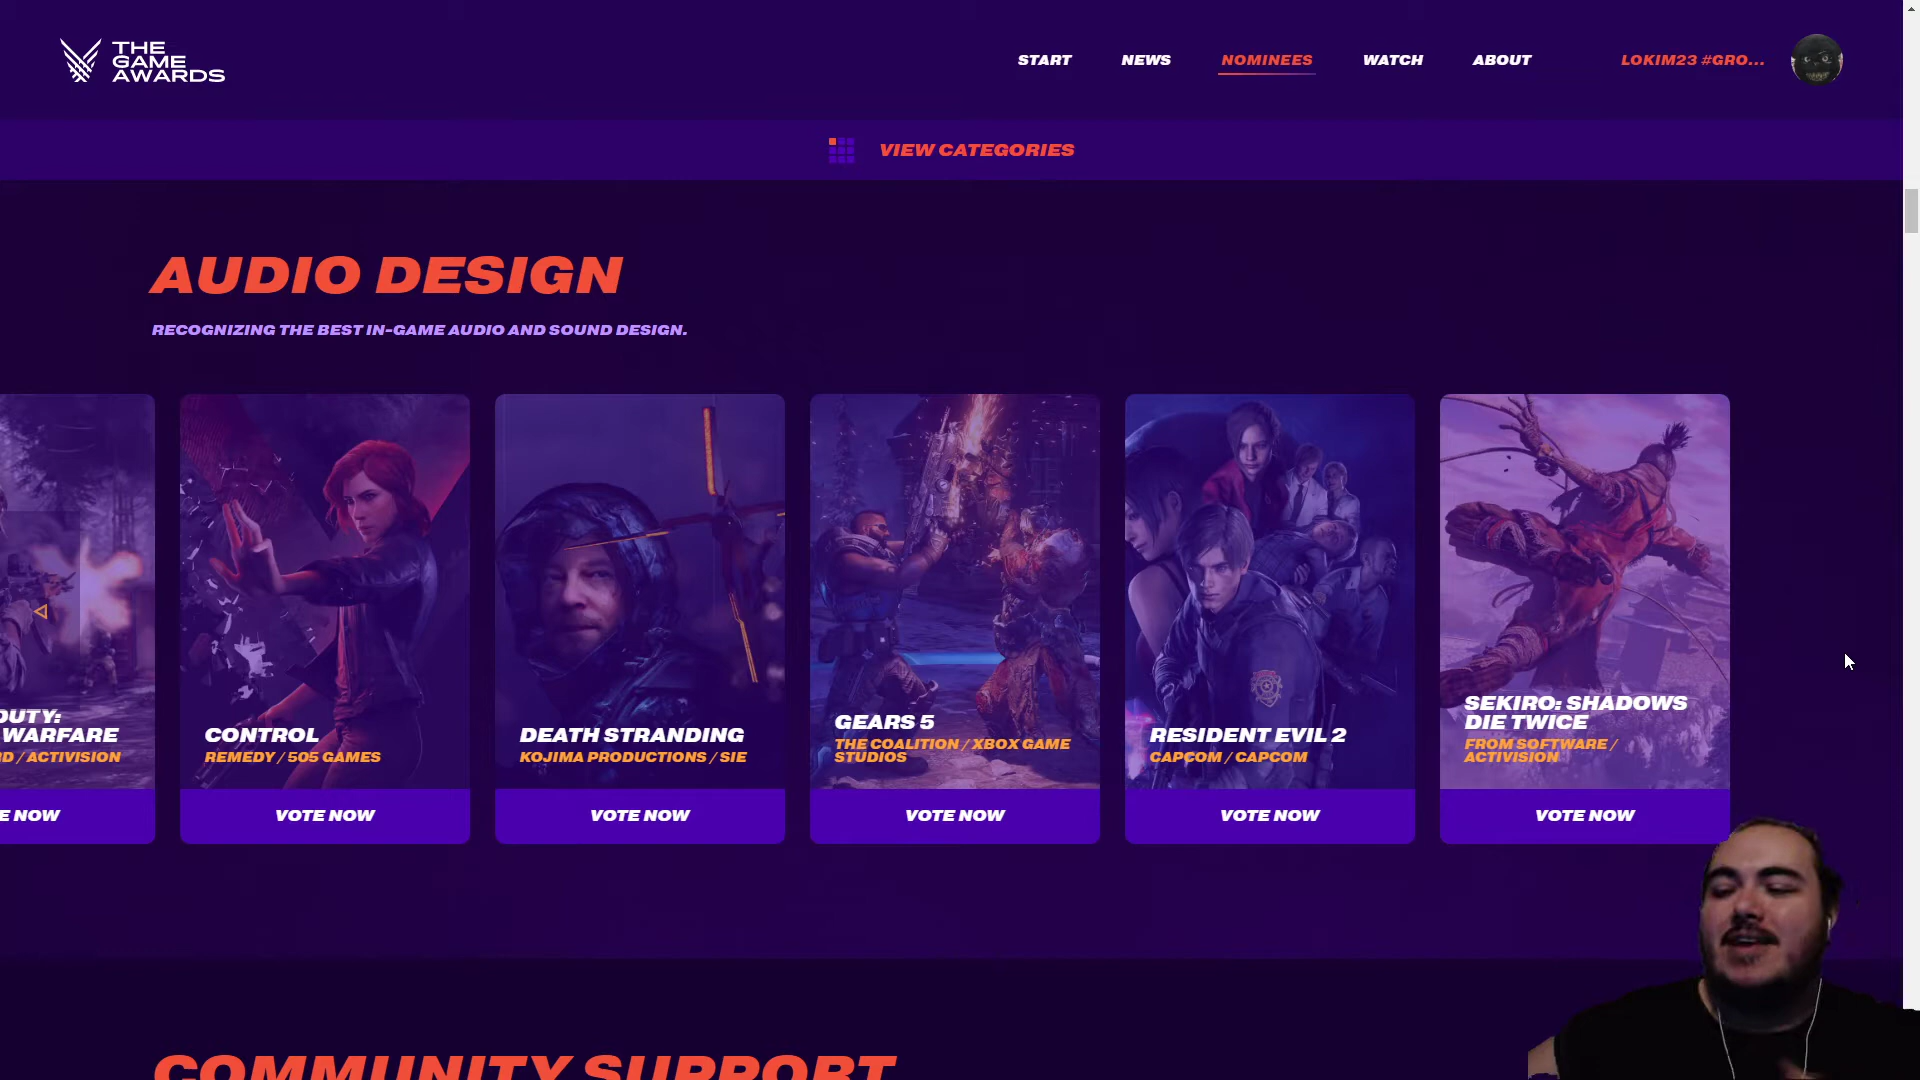 THE
GAME
AWARDS
START
NEWS
NOMINEES
WATCH
ABOUT
LOKIM23 #GRO...
VIEW CATEGORIES
AUDIO DESIGN
RECOGNIZING THE BEST IN-GAME AUDIO AND SOUND DESIGN.
DUTY:
WARFARE
RD / ACTIVISION
E NOW
CONTROL
REMEDY / 505 GAMES
VOTE NOW
DEATH STRANDING
KOJIMA PRODUCTIONS / SIE
VOTE NOW
GEARS 5
THE COALITION / XBOX GAME
STUDIOS
VOTE NOW
RESIDENT EVIL 2
CAPCOM / CAPCOM
VOTE NOW
SEKIRO: SHADOWS
DIE TWICE
FROM SOFTWARE /
ACTIVISION
VOTE NOW
COMMUNITY SUPPORT